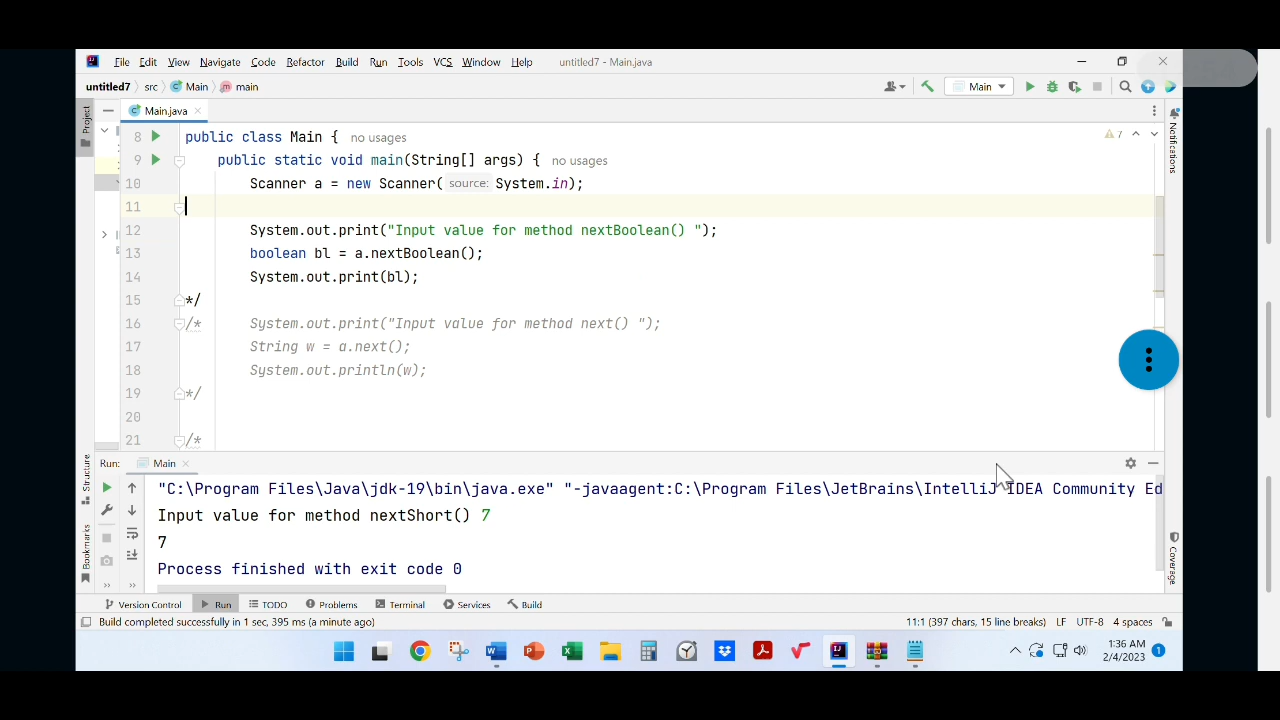 File Edit View Navigate Code Refactor Build Run Tools VCS Window Help untitled7 - Main.java
untitled7 src Main main
Main
Project
Main.java
Notifications
8 public class Main { no usages
7
9 public static void main(String[] args) { no usages
10 Scanner a = new Scanner( source: System.in);
11
12 System.out.print("Input value for method nextBoolean() ");
13 boolean bl = a.nextBoolean();
14 System.out.print(bl);
15 */
16 /* System.out.print("Input value for method next() ");
17 String w = a.next();
18 System.out.println(w);
19 */
20
21 /*
Run: Main
Structure
Bookmarks
Coverage
"C:\Program Files\Java\jdk-19\bin\java.exe" "-javaagent:C:\Program Files\JetBrains\IntelliJ IDEA Community Ed
Input value for method nextShort() 7
7
Process finished with exit code 0
Version Control Run TODO Problems Terminal Services Build
Build completed successfully in 1 sec, 395 ms (a minute ago) 11:1 (397 chars, 15 line breaks) LF UTF-8 4 spaces
1:36 AM
2/4/2023
1